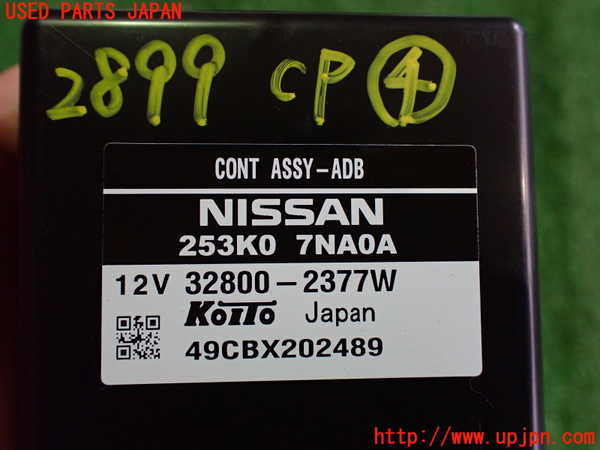 USED PARTS JAPAN
2899 CP ④
CONT ASSY-ADB
NISSAN
253K0 7NA0A
12V 32800-2377W
KOITO Japan
49CBX202489
http://www.upjpn.com